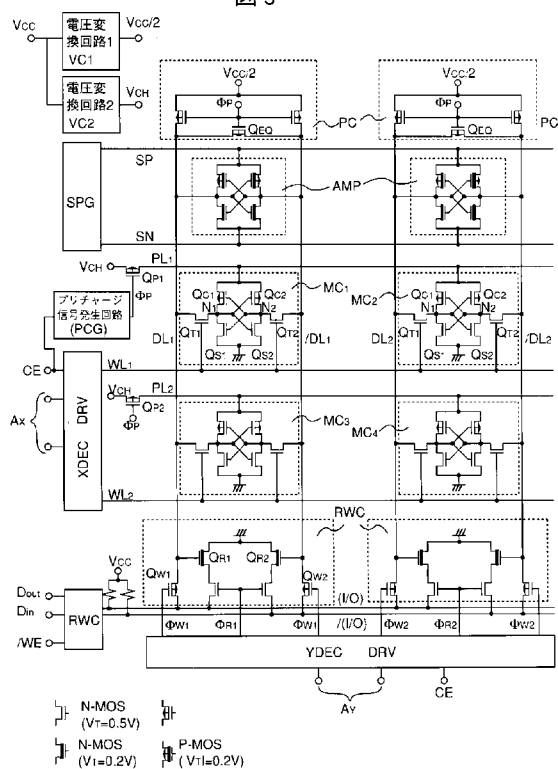 図3
Vcc
電圧変換回路1 VC1
Vcc/2
電圧変換回路2 VC2
VCH
Vcc/2
ΦP
QEQ
PC
Vcc/2
ΦP
QEQ
PC
SPG
SP
AMP
SN
VCH
PL1
QP1
ΦP
プリチャージ信号発生回路 (PCG)
MC1
QC1
QC2
N1
N2
DL1
QT1
QT2
/DL1
QS1
QS2
MC2
QC1
QC2
N1
N2
DL2
QT1
QT2
/DL2
QS1
QS2
CE
WL1
VCH
PL2
QP2
ΦP
AX
XDEC DRV
MC3
MC4
WL2
RWC
QR1
QR2
QW1
QW2
VCC
Dout
Din
/WE
RWC
(I/O)
/(I/O)
ΦW1
ΦR1
ΦW1
ΦW2
ΦR2
ΦW2
YDEC DRV
AY
CE
N-MOS
(VT=0.5V)
N-MOS
(VT=0.2V)
P-MOS